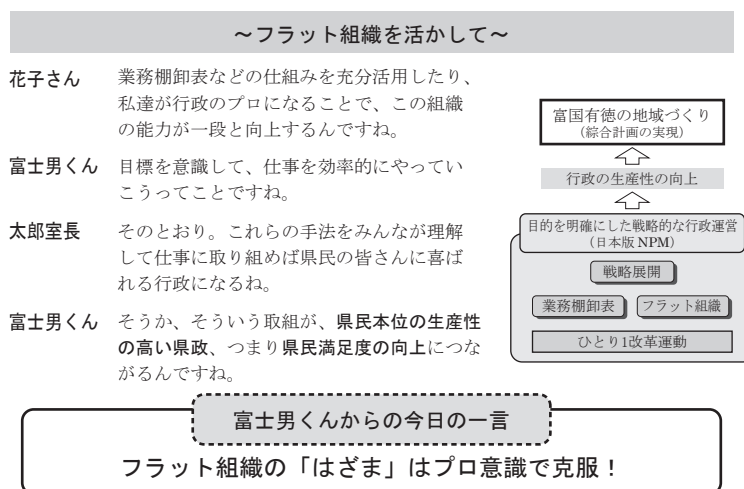 ～フラット組織を活かして～
花子さん　業務棚卸表などの仕組みを充分活用したり、
私達が行政のプロになることで、この組織
の能力が一段と向上するんですね。
富士男くん　目標を意識して、仕事を効率的にやってい
こうってことですね。
太郎室長　そのとおり。これらの手法をみんなが理解
して仕事に取り組めば県民の皆さんに喜ば
れる行政になるね。
富士男くん　そうか、そういう取組が、県民本位の生産性
の高い県政、つまり県民満足度の向上につな
がるんですね。
富国有徳の地域づくり
（総合計画の実現）
行政の生産性の向上
目的を明確にした戦略的な行政運営
（日本版 NPM）
戦略展開
業務棚卸表　フラット組織
ひとり1改革運動
富士男くんからの今日の一言
フラット組織の「はざま」はプロ意識で克服！